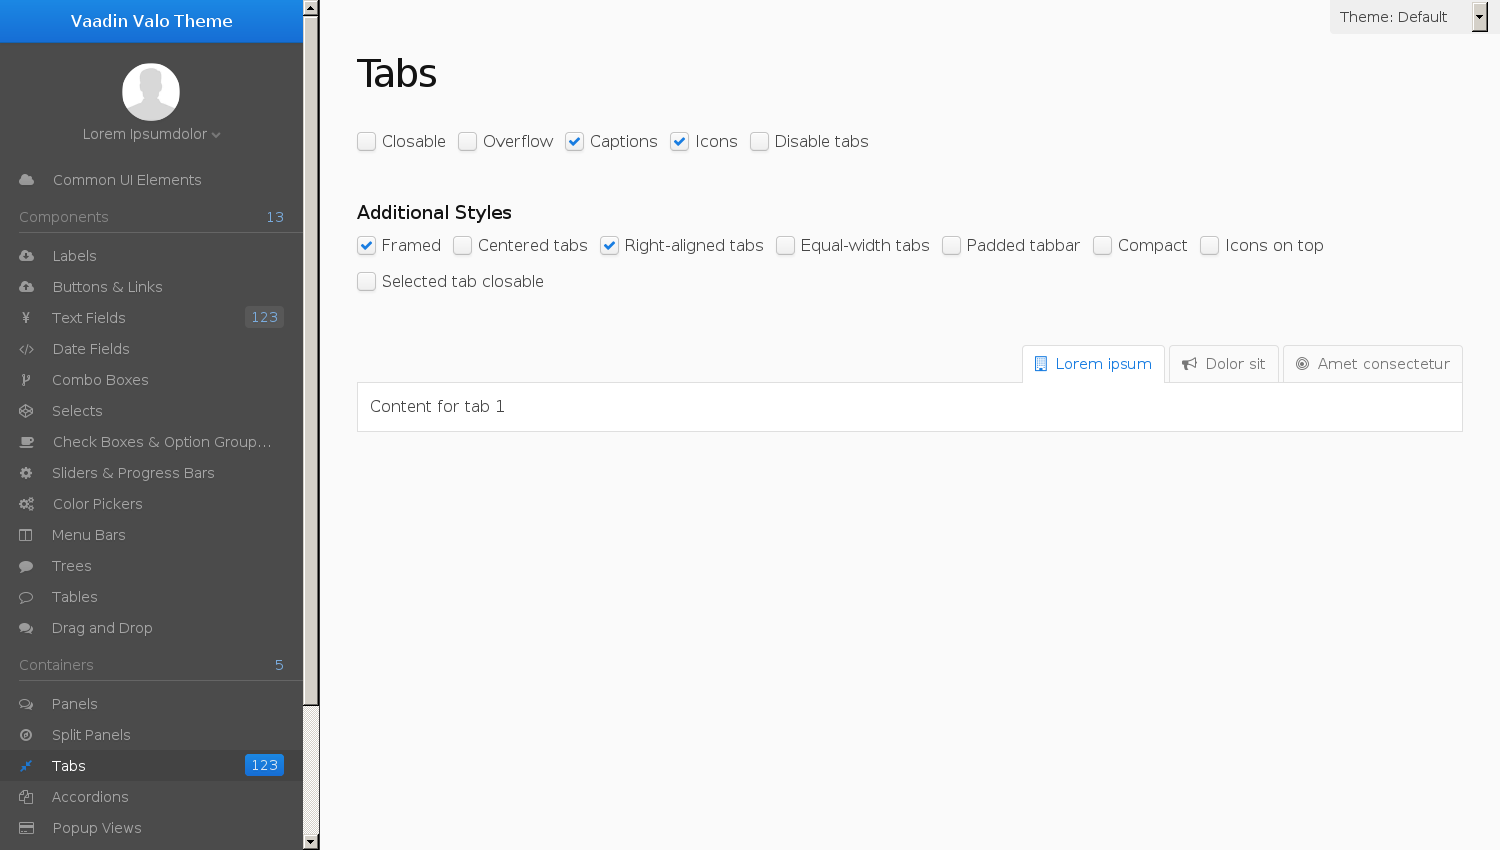 Vaadin Valo Theme
Lorem Ipsumdolor
Common UI Elements
Components 13
Labels
Buttons & Links
Text Fields 123
Date Fields
Combo Boxes
Selects
Check Boxes & Option Group...
Sliders & Progress Bars
Color Pickers
Menu Bars
Trees
Tables
Drag and Drop
Containers 5
Panels
Split Panels
Tabs 123
Accordions
Popup Views
Theme: Default
Tabs
Closable Overflow Captions Icons Disable tabs
Additional Styles
Framed Centered tabs Right-aligned tabs Equal-width tabs Padded tabbar Compact Icons on top
Selected tab closable
Lorem ipsum Dolor sit Amet consectetur
Content for tab 1